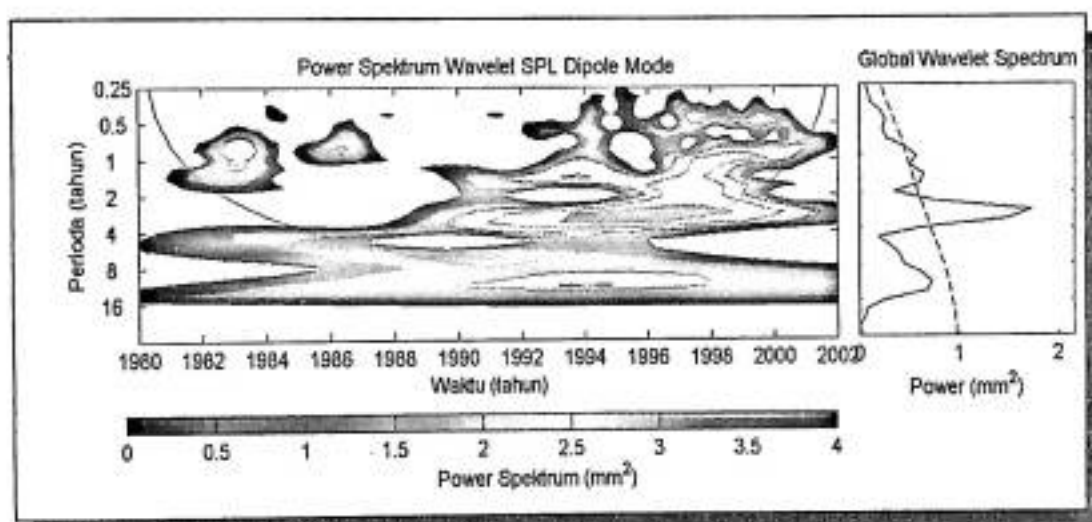 Power Spektrum Wavelet SPL Dipole Mode
Global Wavelet Spectrum
0.25
0.5
1
2
4
8
16
Perioda (tahun)
1980 1982 1984 1986 1988 1990 1992 1994 1996 1998 2000 2002
Waktu (tahun)
0 1 2
Power (mm²)
0 0.5 1 1.5 2 2.5 3 3.5 4
Power Spektrum (mm²)